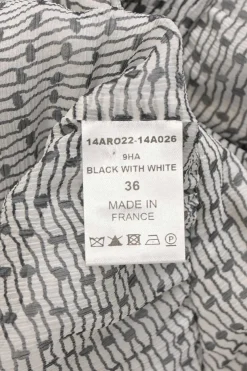 14ARO22-14A026
9HA
BLACK WITH WHITE
36
MADE IN
FRANCE
P